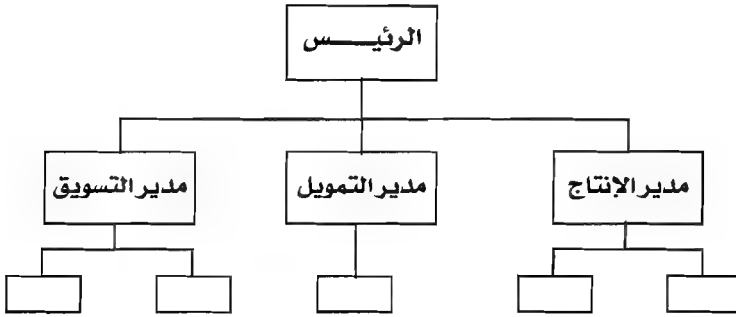 الرئيس
مدير الإنتاج
مدير التمويل
مدير التسويق